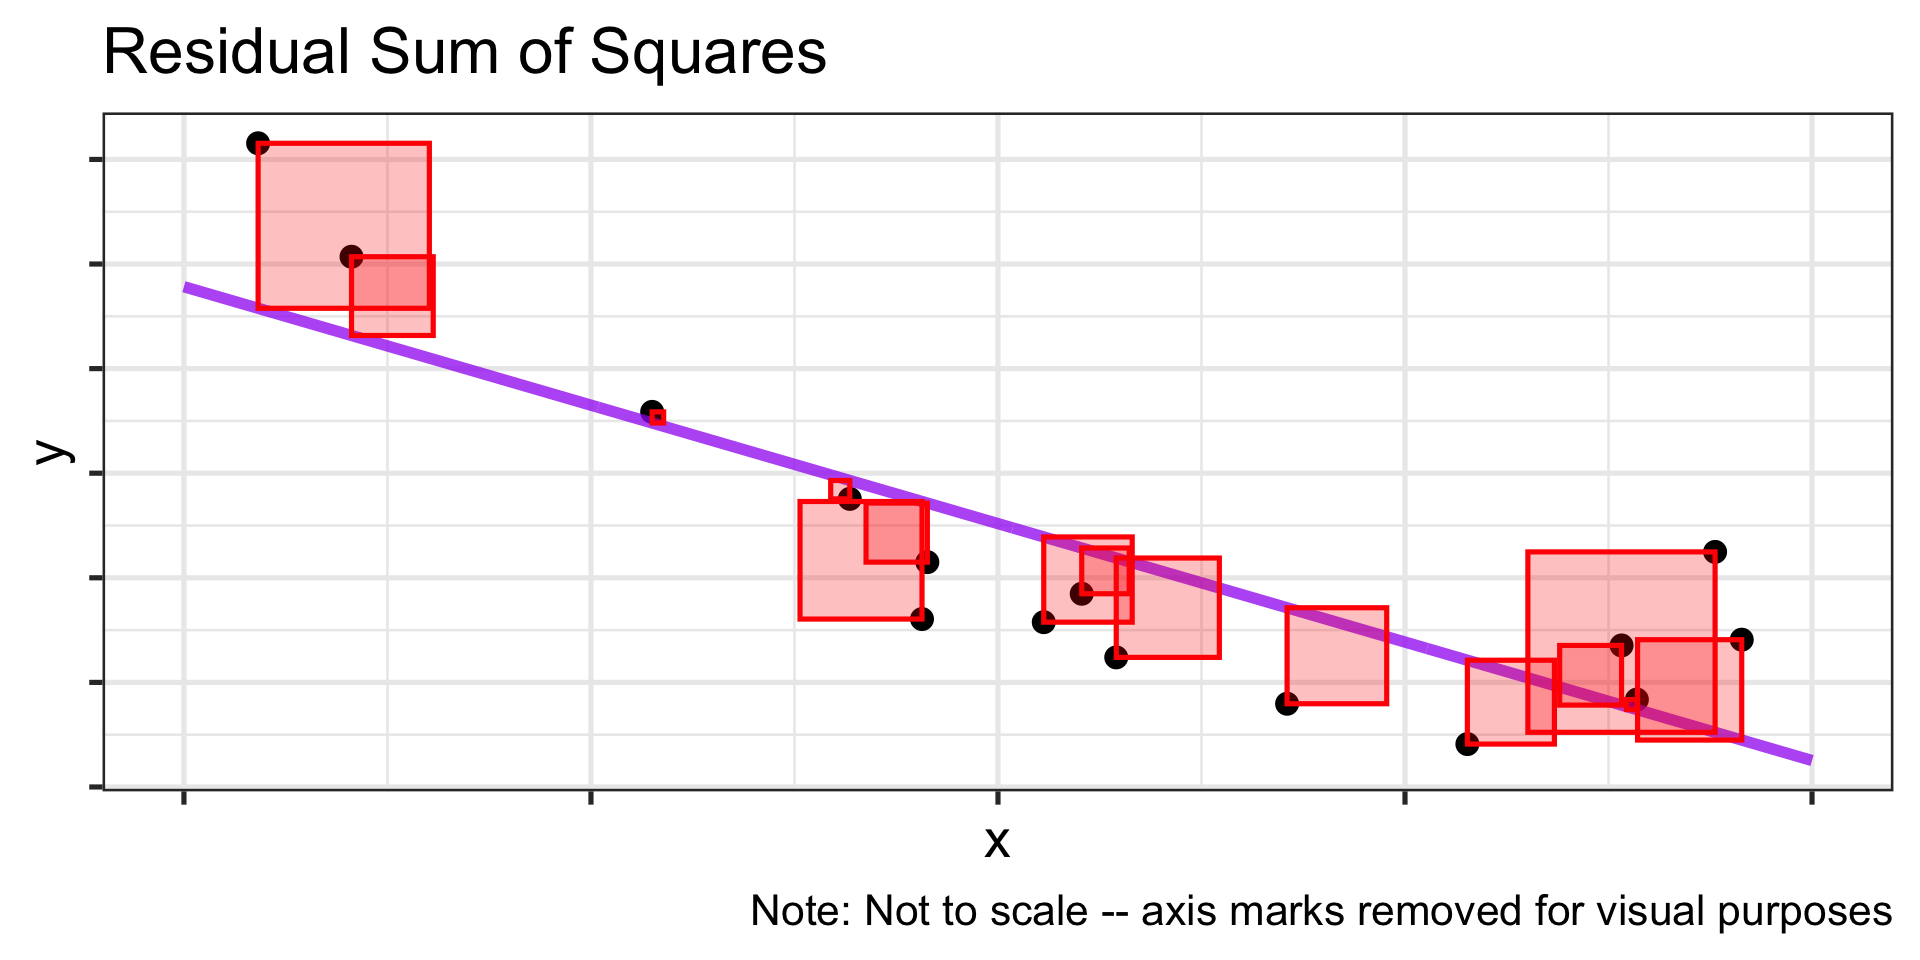 Residual Sum of Squares
y
x
Note: Not to scale -- axis marks removed for visual purposes